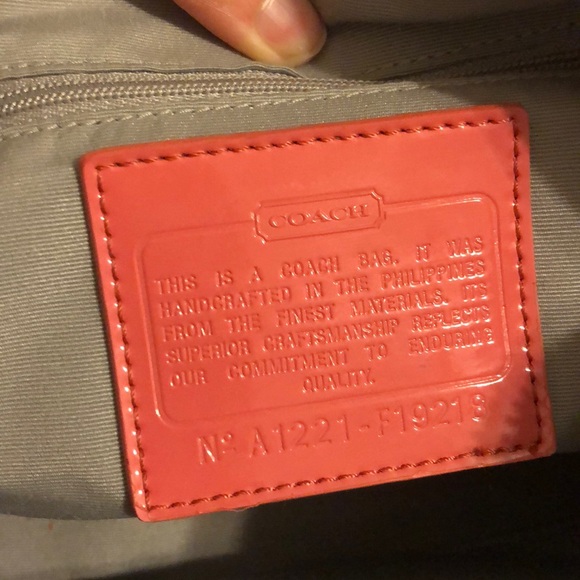 COACH
THIS IS A COACH BAG. IT WAS
HANDCRAFTED IN THE PHILIPPINES
FROM THE FINEST MATERIALS. ITS
SUPERIOR CRAFTSMANSHIP REFLECTS
OUR COMMITMENT TO ENDURING
QUALITY.
Nº A1221-F19218